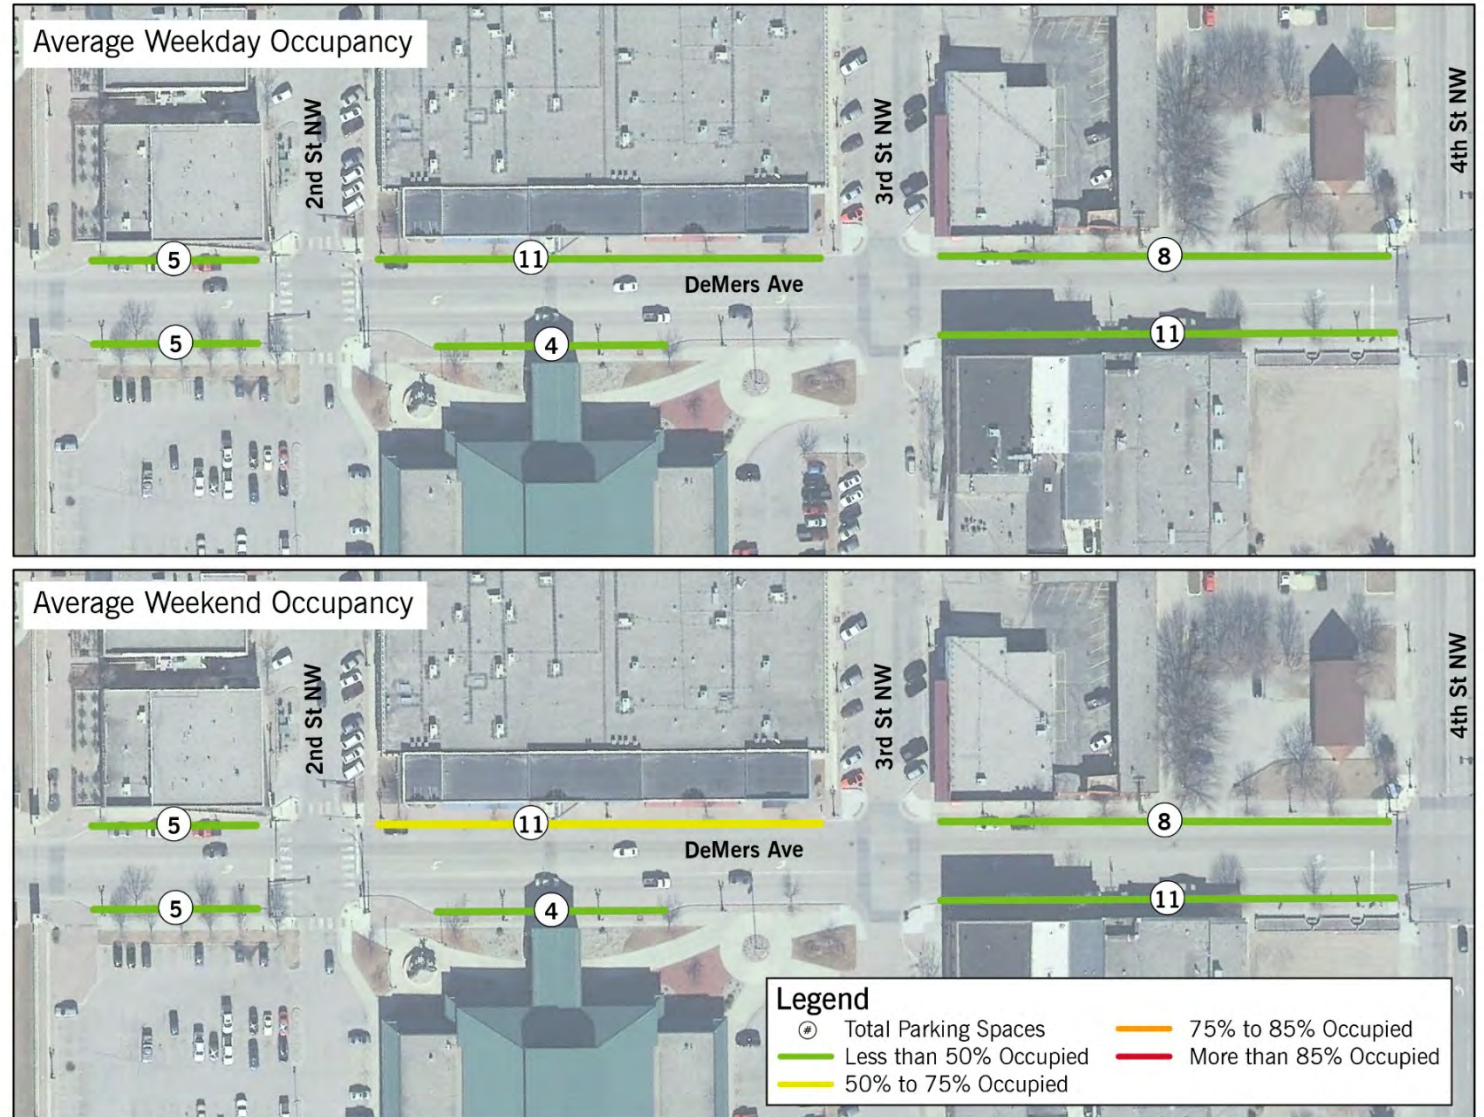 Average Weekday Occupancy
2nd St NW
3rd St NW
4th St NW
5
11
8
DeMers Ave
5
4
11
Average Weekend Occupancy
2nd St NW
3rd St NW
4th St NW
5
11
8
DeMers Ave
5
4
11
Legend
# Total Parking Spaces
Less than 50% Occupied
50% to 75% Occupied
75% to 85% Occupied
More than 85% Occupied